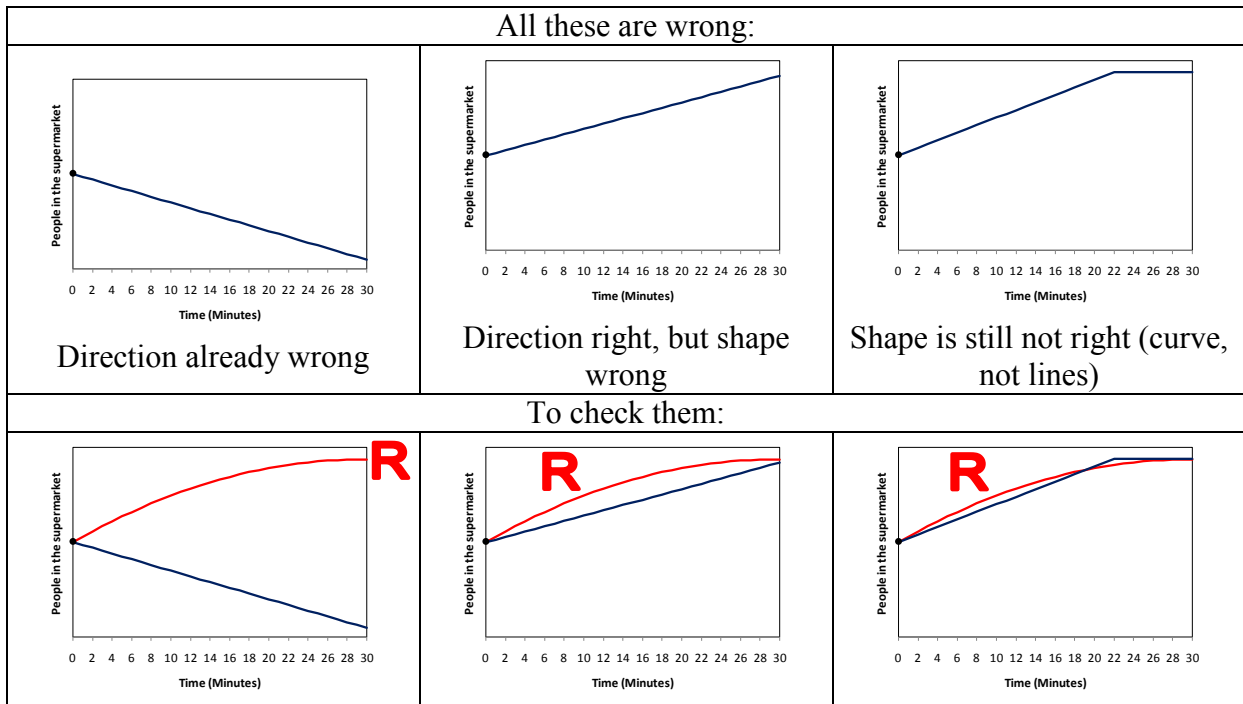 All these are wrong:
People in the supermarket
0 2 4 6 8 10 12 14 16 18 20 22 24 26 28 30
Time (Minutes)
Direction already wrong
People in the supermarket
0 2 4 6 8 10 12 14 16 18 20 22 24 26 28 30
Time (Minutes)
Direction right, but shape
wrong
People in the supermarket
0 2 4 6 8 10 12 14 16 18 20 22 24 26 28 30
Time (Minutes)
Shape is still not right (curve,
not lines)
To check them:
R
People in the supermarket
0 2 4 6 8 10 12 14 16 18 20 22 24 26 28 30
Time (Minutes)
R
People in the supermarket
0 2 4 6 8 10 12 14 16 18 20 22 24 26 28 30
Time (Minutes)
R
People in the supermarket
0 2 4 6 8 10 12 14 16 18 20 22 24 26 28 30
Time (Minutes)